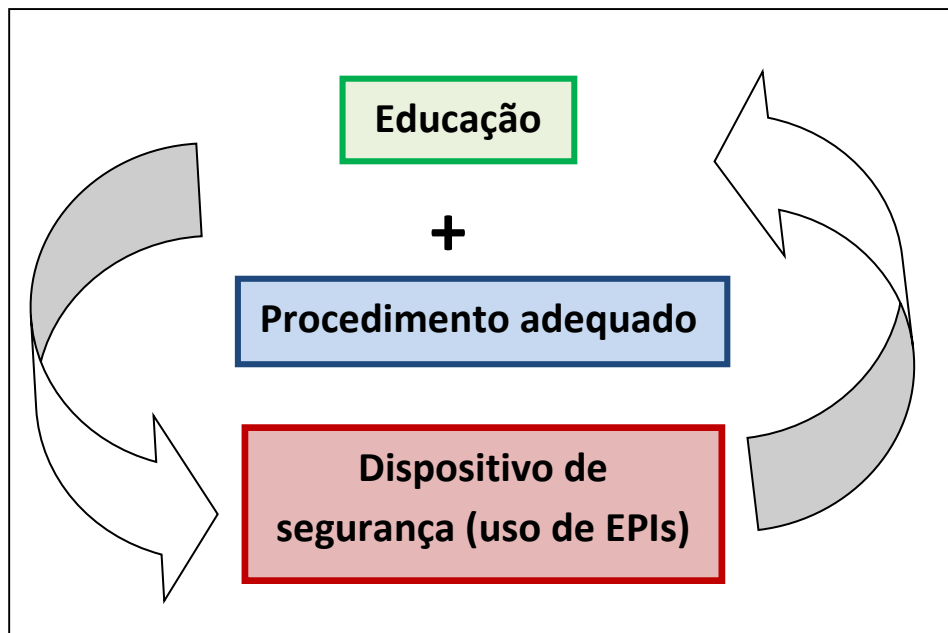 Educação
+
Procedimento adequado
Dispositivo de
segurança (uso de EPIs)